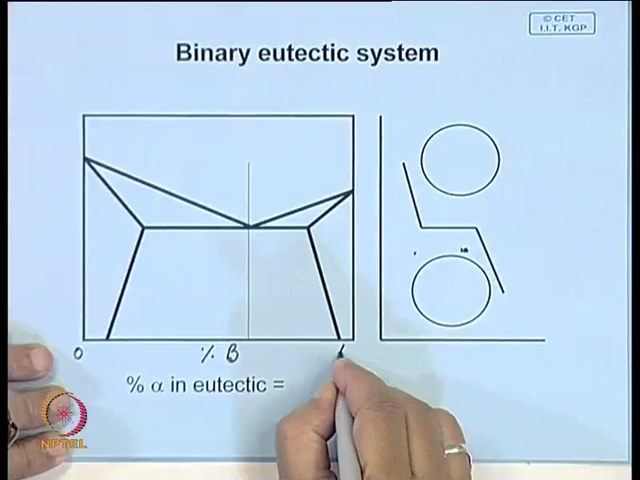 © CET
I.I.T. KGP
Binary eutectic system
0
% B
% α in eutectic =
NPTEL